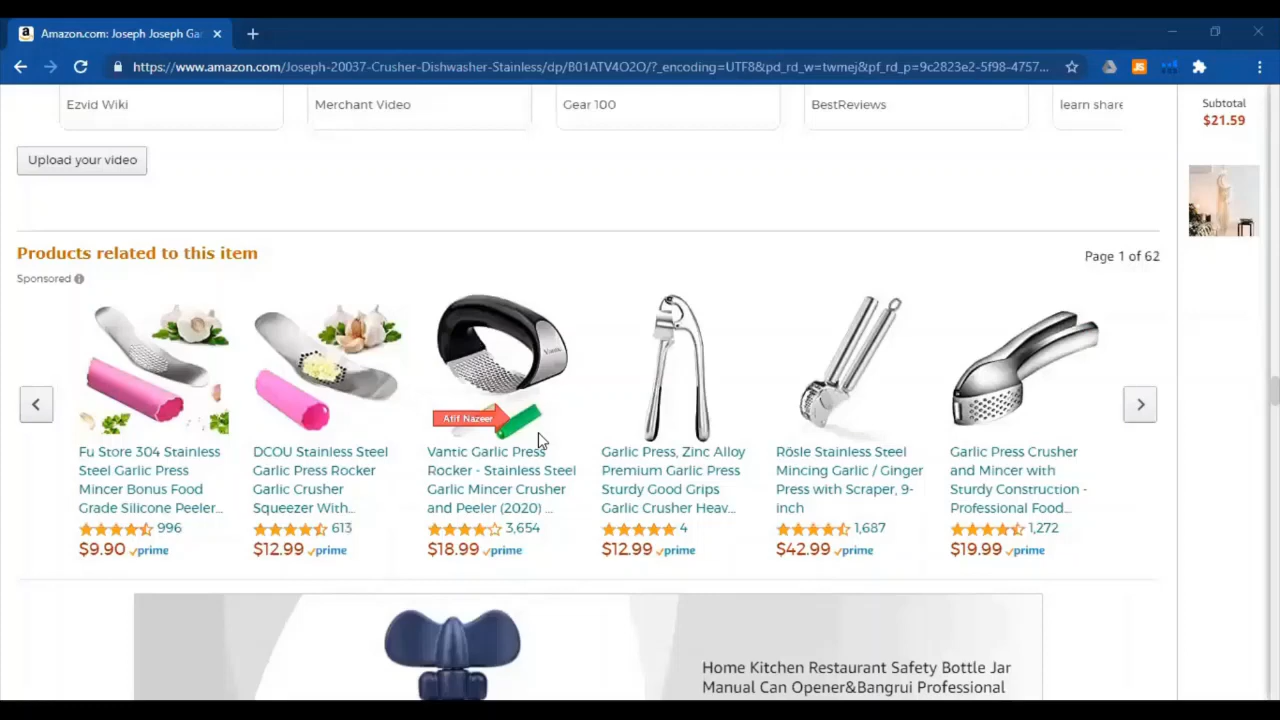 Amazon.com: Joseph Joseph Ga
https://www.amazon.com/Joseph-20037-Crusher-Dishwasher-Stainless/dp/B01ATV4O2O/?_encoding=UTF8&pd_rd_w=twmej&pf_rd_p=9c2823e2-5f98-4757...
JS
Ezvid Wiki
Merchant Video
Gear 100
BestReviews
learn share
Subtotal
$21.59
Upload your video
Products related to this item
Page 1 of 62
Sponsored
Atif Nazeer
Fu Store 304 Stainless
Steel Garlic Press
Mincer Bonus Food
Grade Silicone Peeler...
996
$9.90 prime
DCOU Stainless Steel
Garlic Press Rocker
Garlic Crusher
Squeezer With...
613
$12.99 prime
Vantic Garlic Press
Rocker - Stainless Steel
Garlic Mincer Crusher
and Peeler (2020) ...
3,654
$18.99 prime
Garlic Press, Zinc Alloy
Premium Garlic Press
Sturdy Good Grips
Garlic Crusher Heav...
4
$12.99 prime
Rösle Stainless Steel
Mincing Garlic / Ginger
Press with Scraper, 9-
inch
1,687
$42.99 prime
Garlic Press Crusher
and Mincer with
Sturdy Construction -
Professional Food...
1,272
$19.99 prime
Home Kitchen Restaurant Safety Bottle Jar
Manual Can Opener&Bangrui Professional